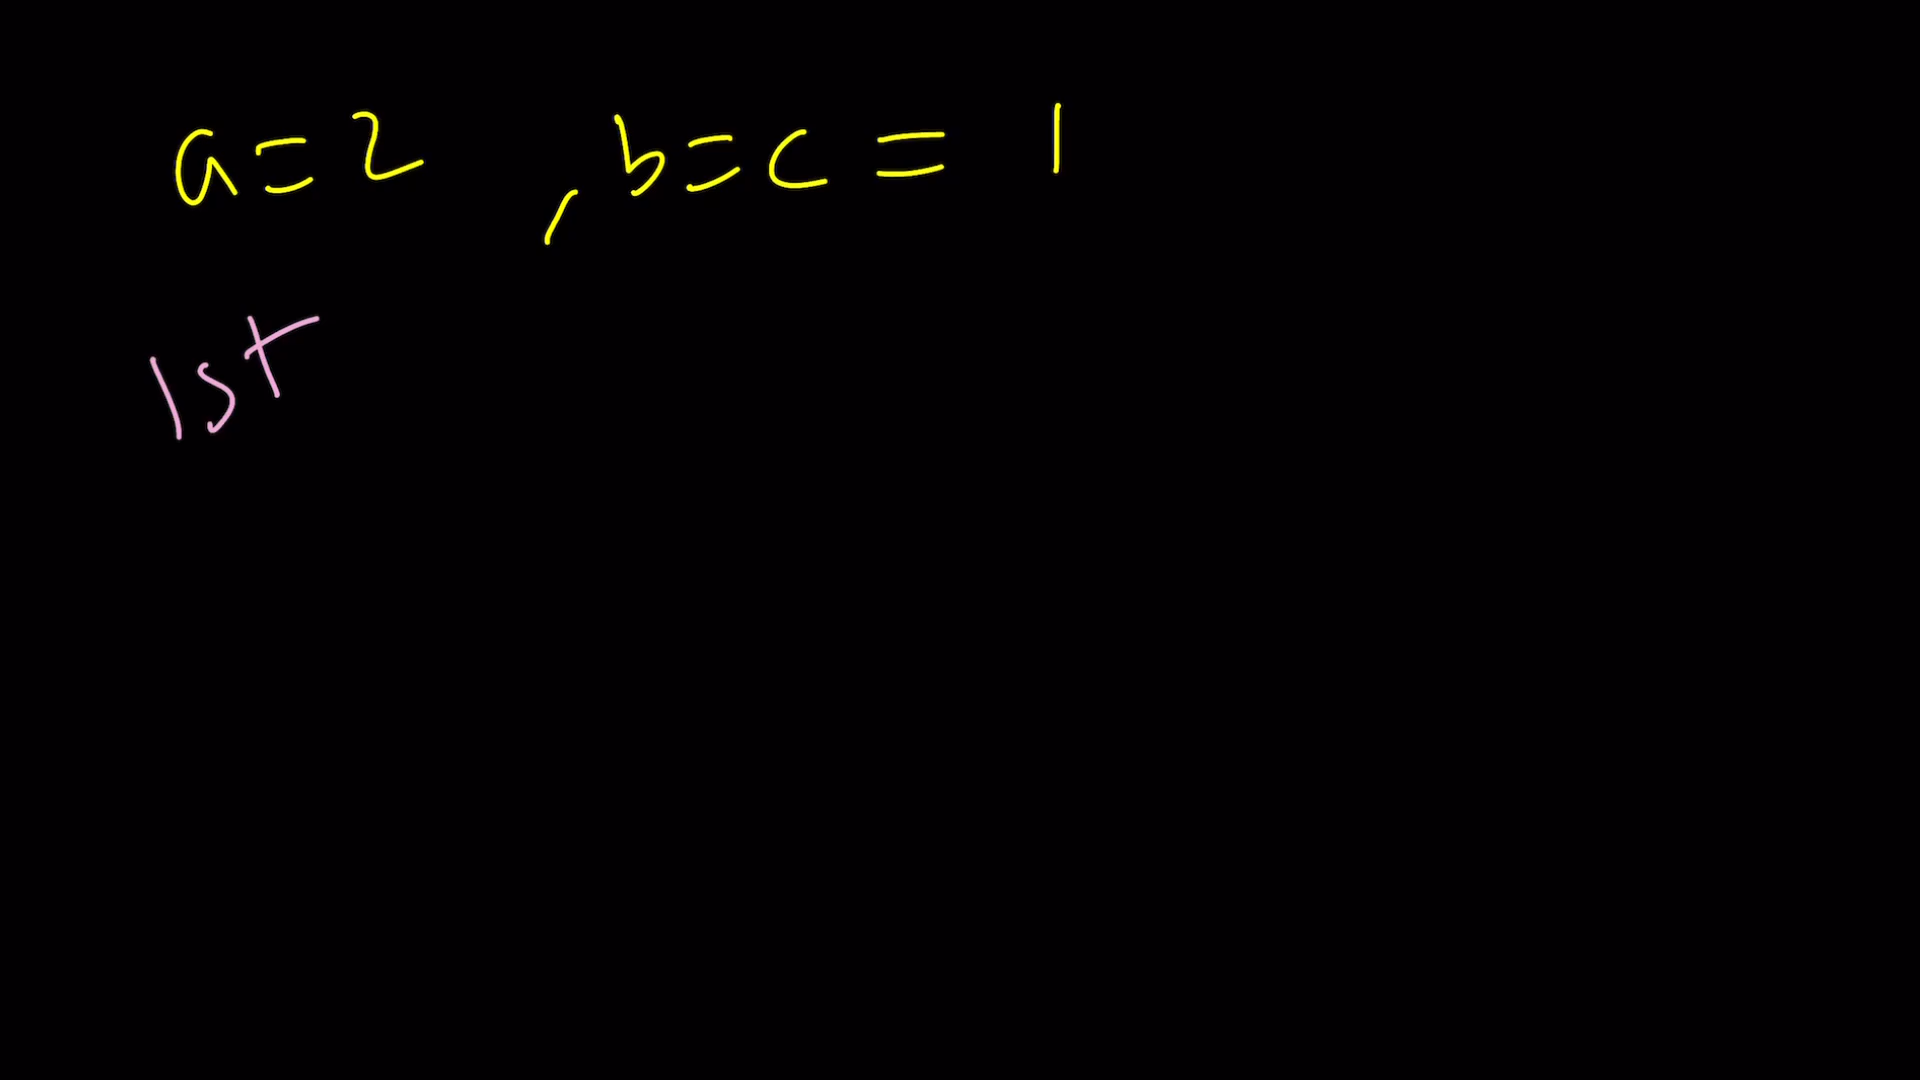 a=2 , b=c = 1
1st